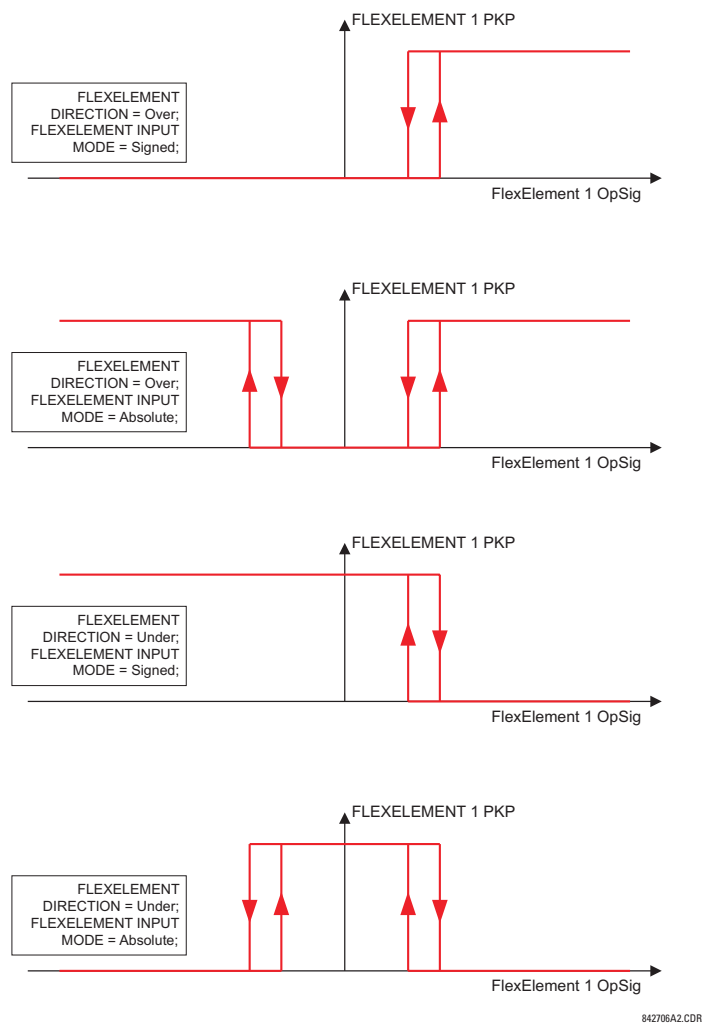 FLEXELEMENT 1 PKP
FLEXELEMENT
DIRECTION = Over;
FLEXELEMENT INPUT
MODE = Signed;
FlexElement 1 OpSig
FLEXELEMENT 1 PKP
FLEXELEMENT
DIRECTION = Over;
FLEXELEMENT INPUT
MODE = Absolute;
FlexElement 1 OpSig
FLEXELEMENT 1 PKP
FLEXELEMENT
DIRECTION = Under;
FLEXELEMENT INPUT
MODE = Signed;
FlexElement 1 OpSig
FLEXELEMENT 1 PKP
FLEXELEMENT
DIRECTION = Under;
FLEXELEMENT INPUT
MODE = Absolute;
FlexElement 1 OpSig
842706A2.CDR